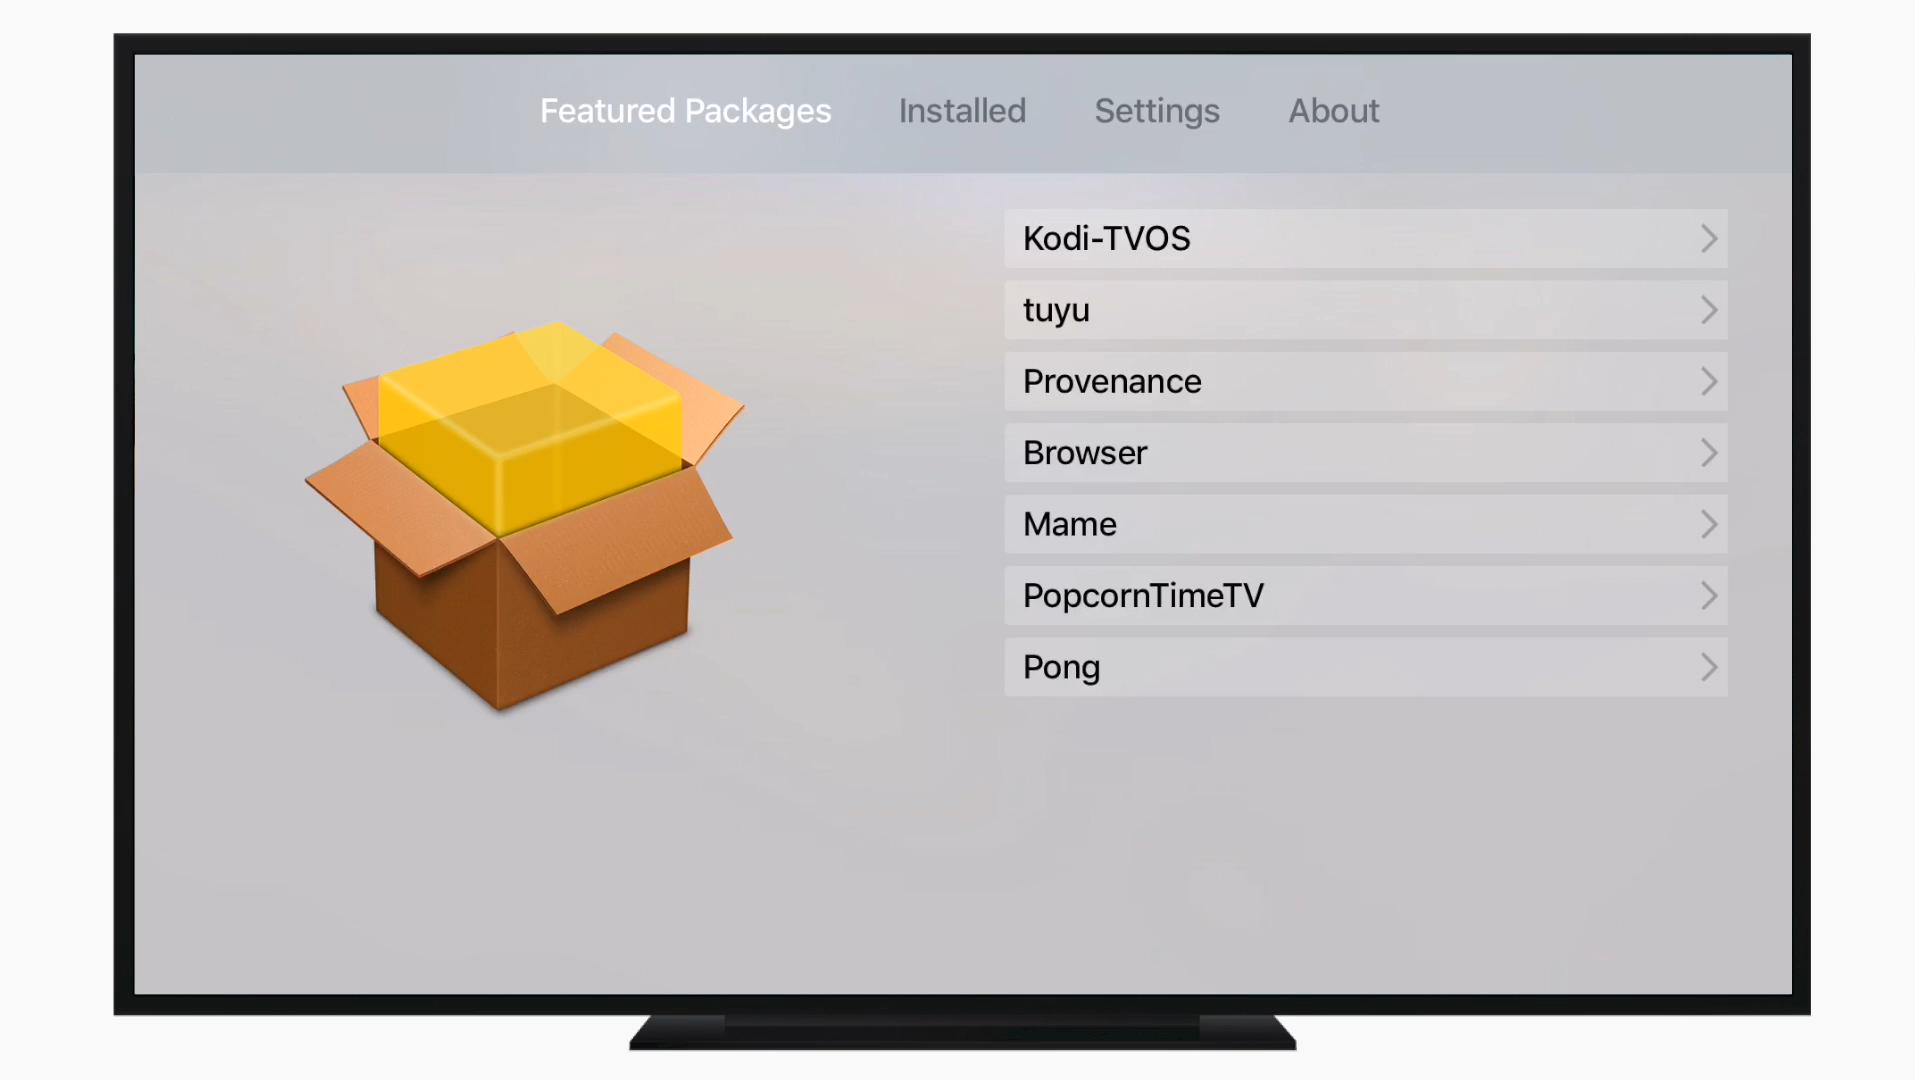 Featured Packages Installed Settings About
Kodi-TVOS
tuyu
Provenance
Browser
Mame
PopcornTimeTV
Pong